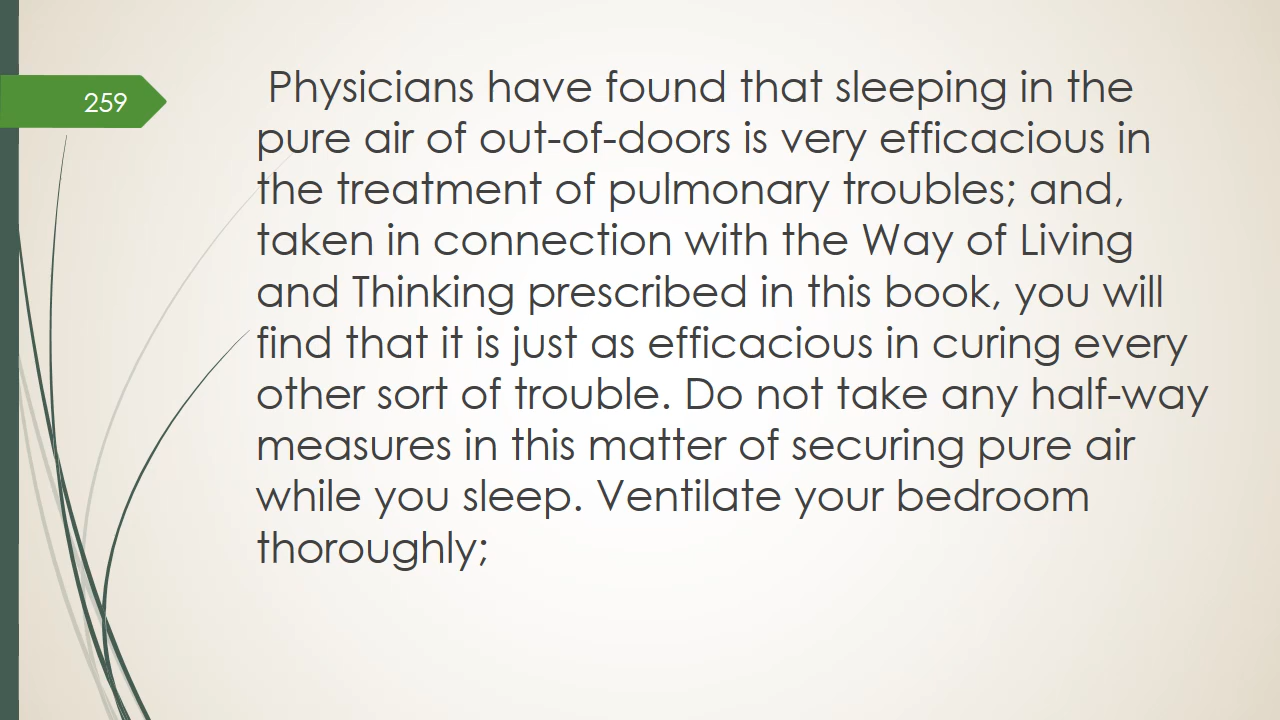 259
Physicians have found that sleeping in the
pure air of out-of-doors is very efficacious in
the treatment of pulmonary troubles; and,
taken in connection with the Way of Living
and Thinking prescribed in this book, you will
find that it is just as efficacious in curing every
other sort of trouble. Do not take any half-way
measures in this matter of securing pure air
while you sleep. Ventilate your bedroom
thoroughly;